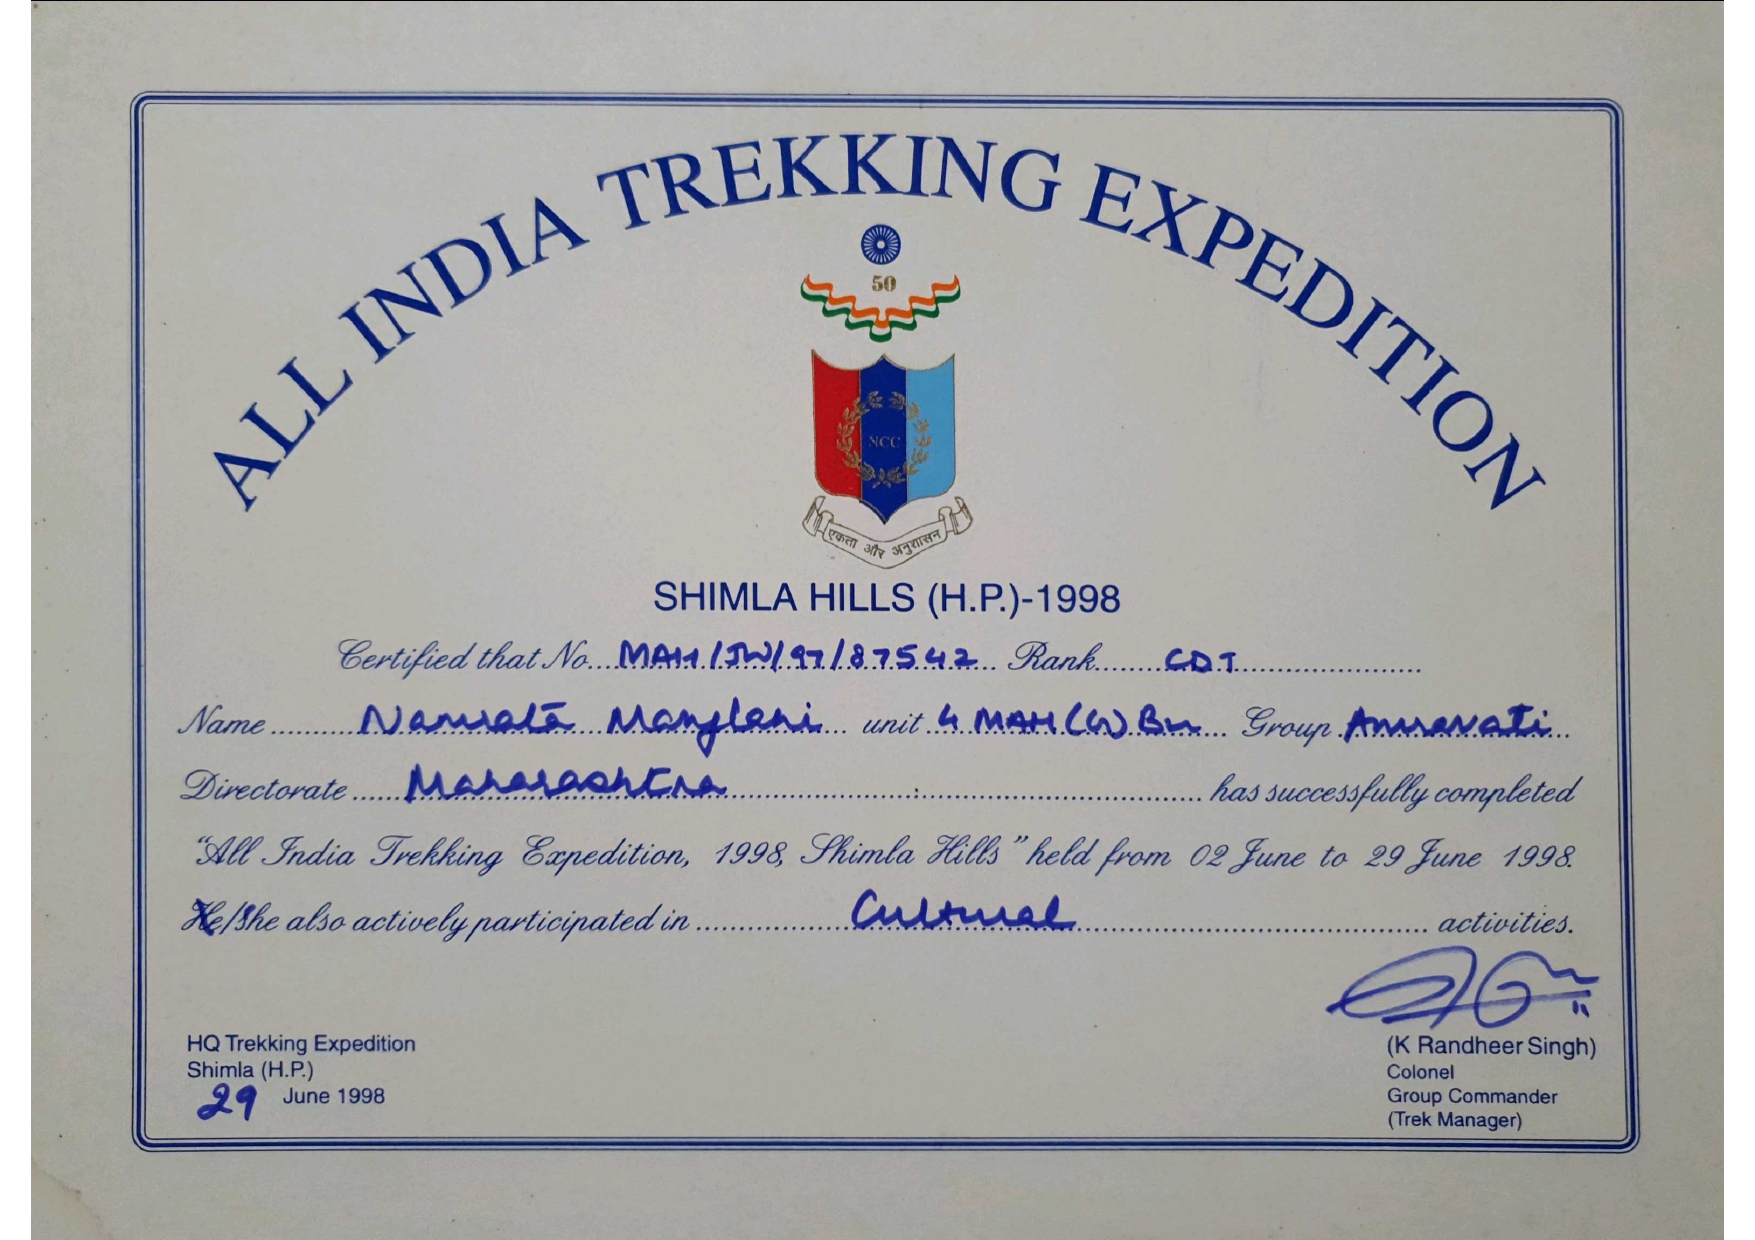 ALL INDIA TREKKING EXPEDITION
50
NCC
एकता और अनुशासन
SHIMLA HILLS (H.P.)-1998
Certified that No. MAH/JW/97/87542 Rank CDT
Name Namrata Manglani unit 4 MAH (G) Bn Group Amravati
Directorate Maharashtra has successfully completed
“All India Trekking Expedition, 1998, Shimla Hills” held from 02 June to 29 June 1998.
He/She also actively participated in Cultural activities.
HQ Trekking Expedition
Shimla (H.P.)
29 June 1998
(K Randheer Singh)
Colonel
Group Commander
(Trek Manager)